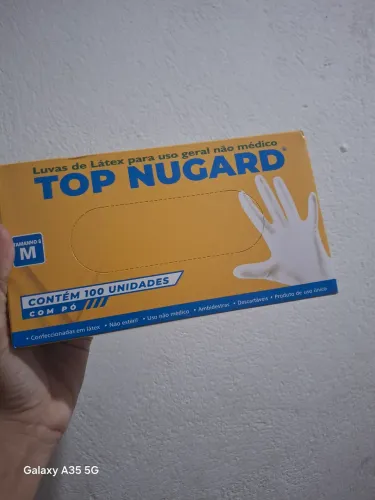 Luvas de Látex para uso geral não médico
TOP NUGARD®
M
CONTÉM 100 UNIDADES
COM PÓ
• Confeccionadas em látex • Não estéril • Uso não médico • Ambidestras • Descartáveis • Produto de uso único
Galaxy A35 5G